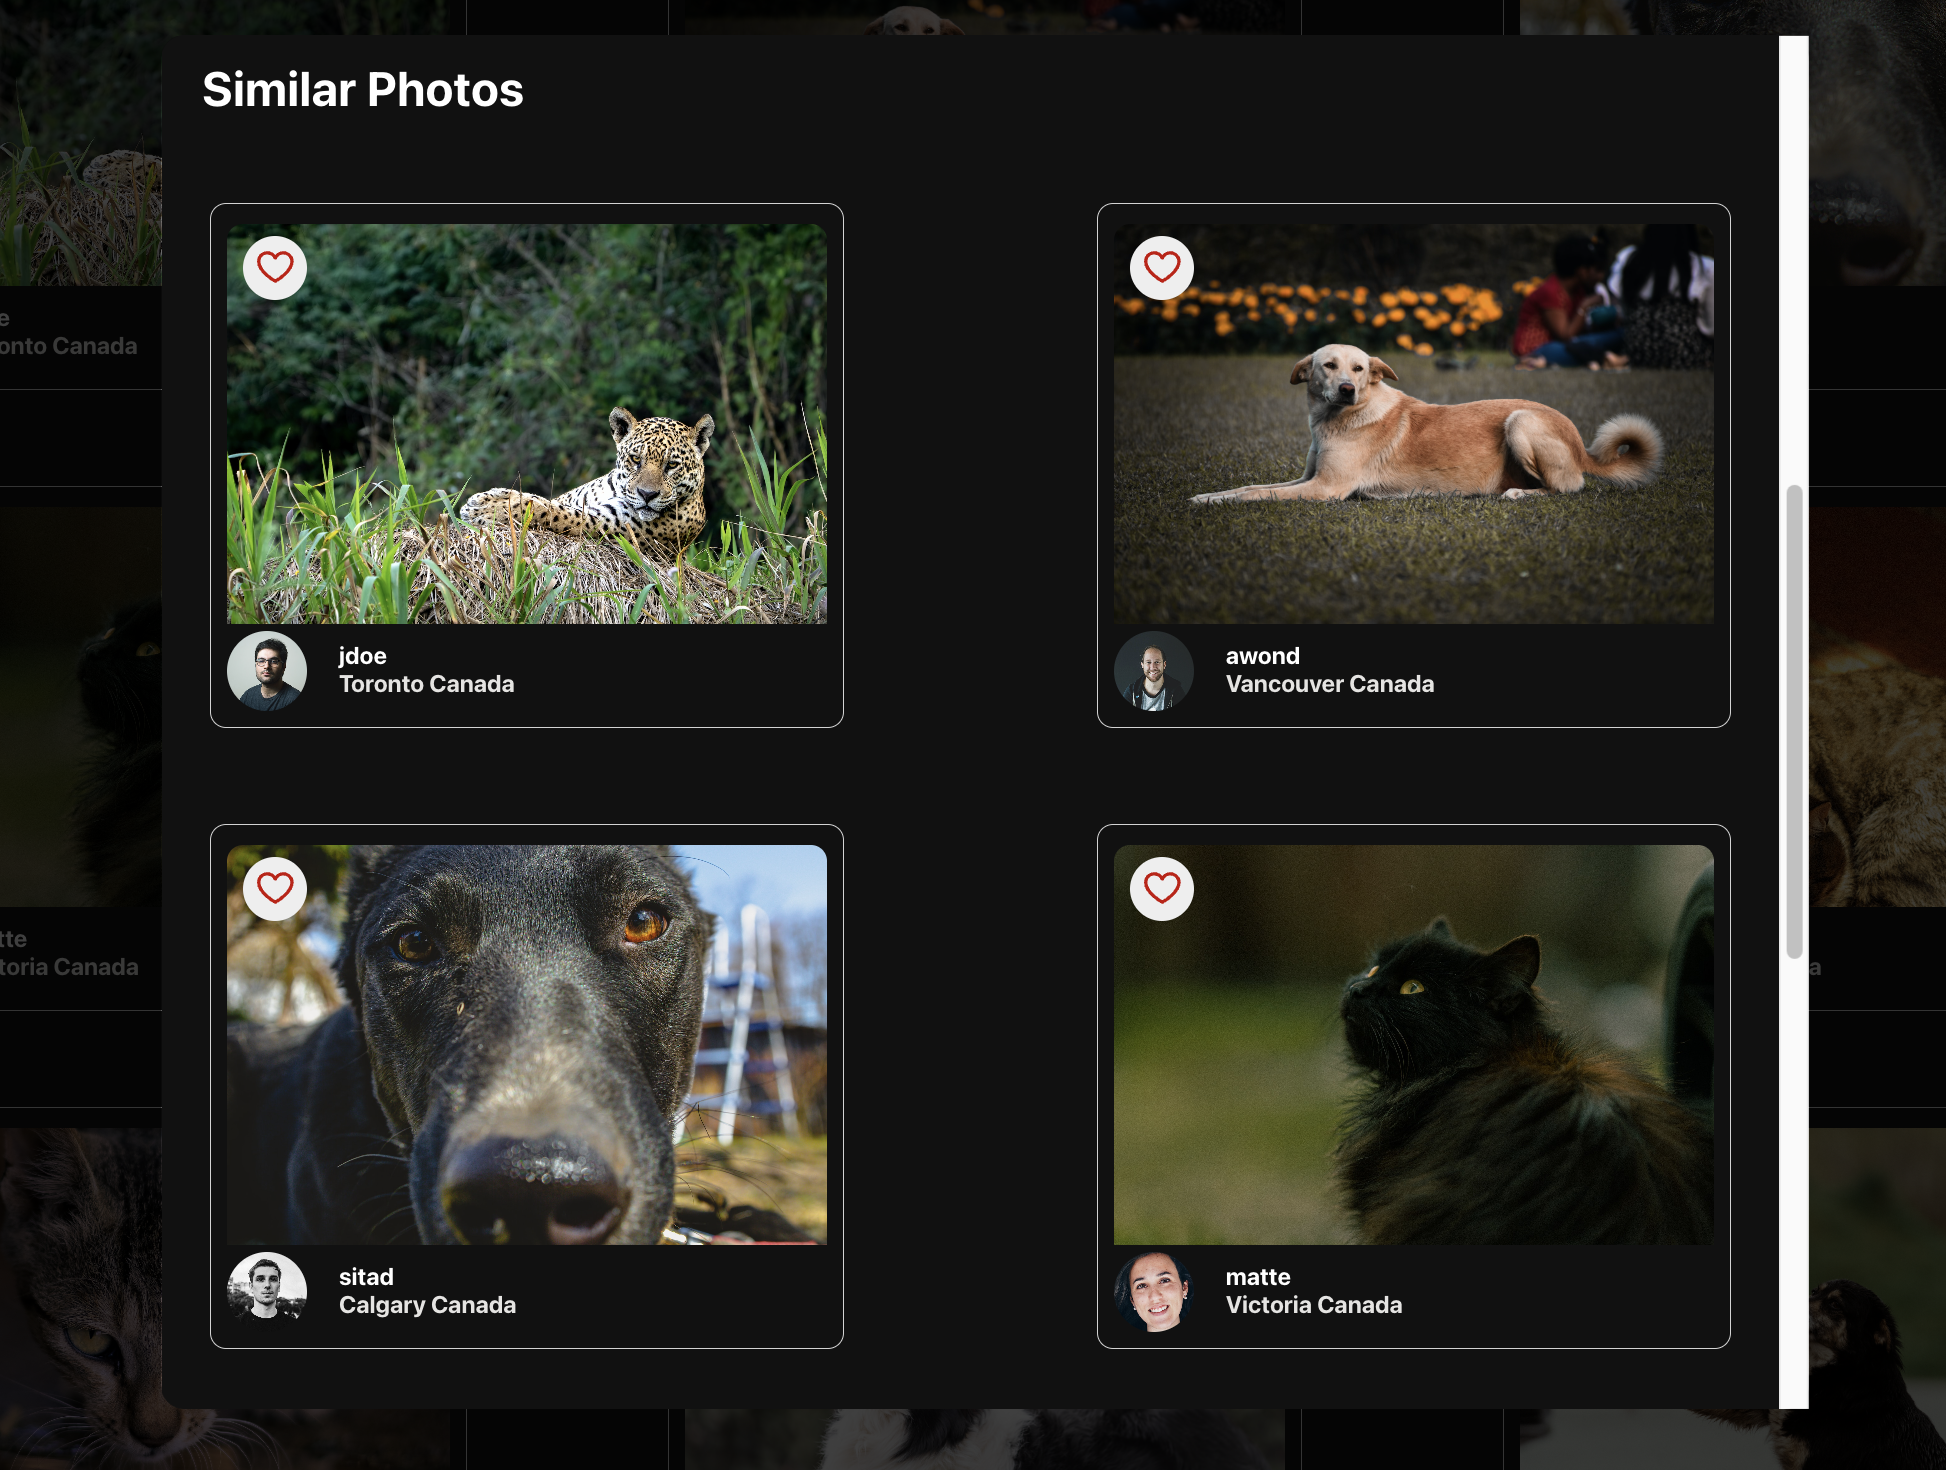 Similar Photos
e
onto Canada
jdoe
Toronto Canada
awond
Vancouver Canada
tte
toria Canada
a
sitad
Calgary Canada
matte
Victoria Canada